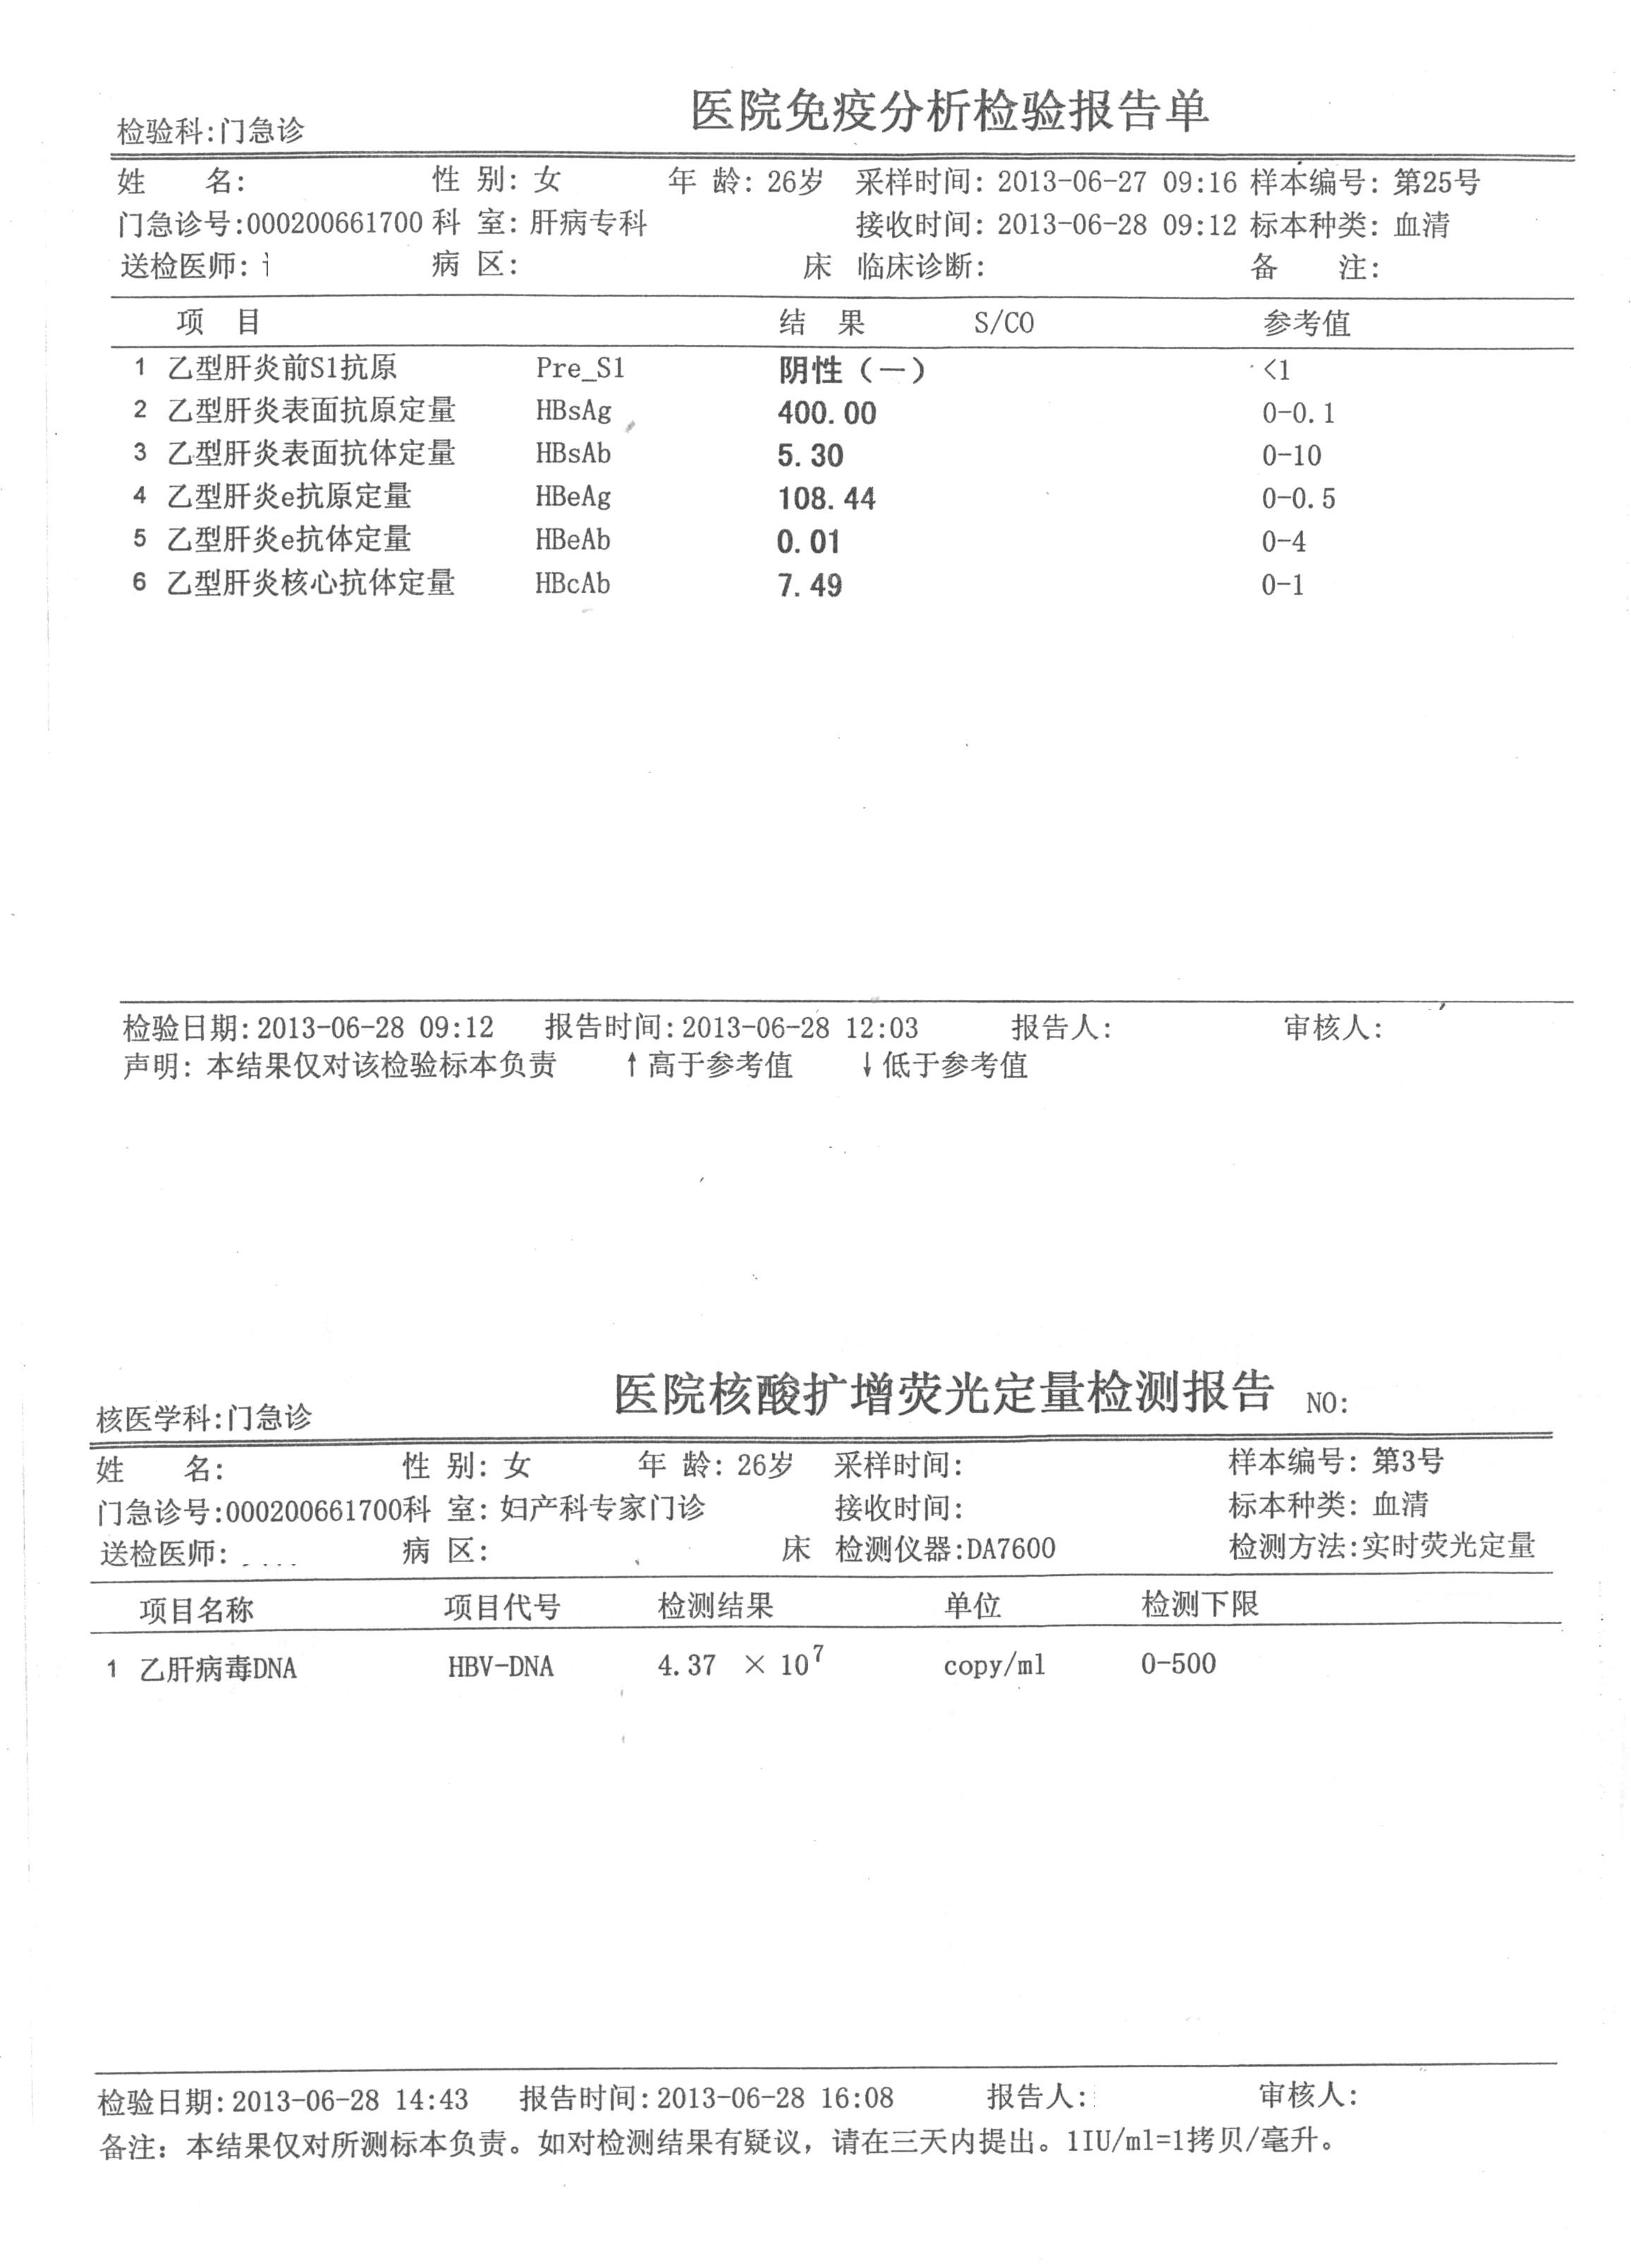 医院免疫分析检验报告单
检验科:门急诊
姓 名: 性 别: 女 年 龄: 26岁 采样时间: 2013-06-27 09:16 样本编号: 第25号
门急诊号:000200661700 科 室: 肝病专科 接收时间: 2013-06-28 09:12 标本种类: 血清
送检医师: 病 区: 床 临床诊断: 备 注:
项 目 结 果 S/CO 参考值
1 乙型肝炎前S1抗原 Pre_S1 阴性（一） <1
2 乙型肝炎表面抗原定量 HBsAg 400.00 0-0.1
3 乙型肝炎表面抗体定量 HBsAb 5.30 0-10
4 乙型肝炎e抗原定量 HBeAg 108.44 0-0.5
5 乙型肝炎e抗体定量 HBeAb 0.01 0-4
6 乙型肝炎核心抗体定量 HBcAb 7.49 0-1
检验日期:2013-06-28 09:12 报告时间:2013-06-28 12:03 报告人: 审核人:
声明: 本结果仅对该检验标本负责 ↑高于参考值 ↓低于参考值
医院核酸扩增荧光定量检测报告 NO:
核医学科:门急诊
姓 名: 性 别: 女 年 龄: 26岁 采样时间: 样本编号: 第3号
门急诊号:000200661700科 室: 妇产科专家门诊 接收时间: 标本种类: 血清
送检医师: 病 区: 床 检测仪器:DA7600 检测方法:实时荧光定量
项目名称 项目代号 检测结果 单位 检测下限
1 乙肝病毒DNA HBV-DNA 4.37 × 10⁷ copy/ml 0-500
检验日期:2013-06-28 14:43 报告时间:2013-06-28 16:08 报告人: 审核人:
备注: 本结果仅对所测标本负责。如对检测结果有疑议，请在三天内提出。1IU/ml=1拷贝/毫升。